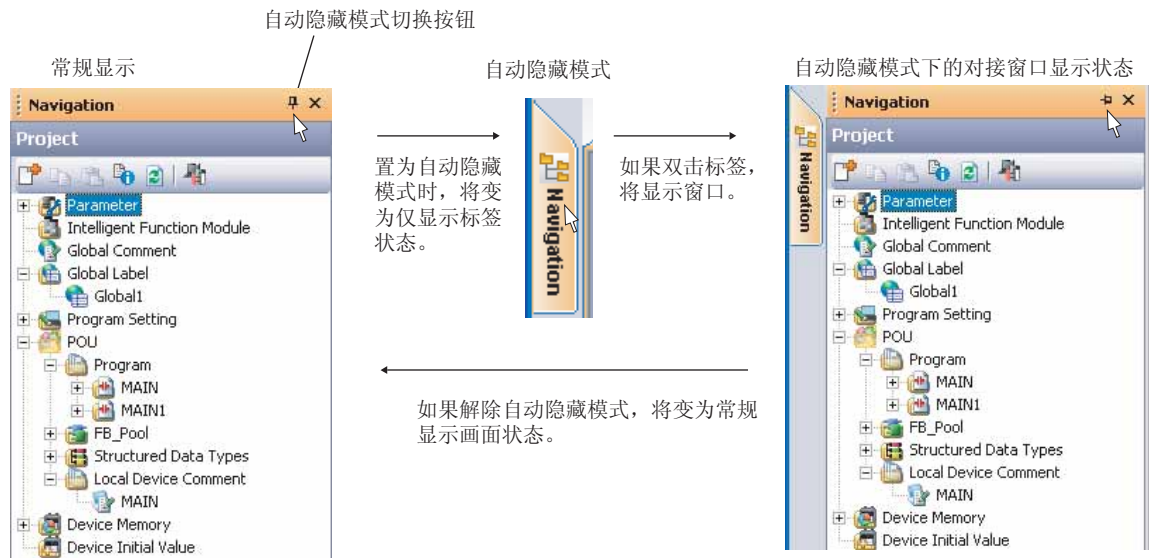 自动隐藏模式切换按钮
常规显示
自动隐藏模式
自动隐藏模式下的对接窗口显示状态
Navigation
Project
Parameter
Intelligent Function Module
Global Comment
Global Label
Global1
Program Setting
POU
Program
MAIN
MAIN1
FB_Pool
Structured Data Types
Local Device Comment
MAIN
Device Memory
Device Initial Value
置为自动隐藏
模式时，将变
为仅显示标签
状态。
Navigation
如果双击标签，
将显示窗口。
如果解除自动隐藏模式，将变为常规
显示画面状态。
Navigation
Navigation
Project
Parameter
Intelligent Function Module
Global Comment
Global Label
Global1
Program Setting
POU
Program
MAIN
MAIN1
FB_Pool
Structured Data Types
Local Device Comment
MAIN
Device Memory
Device Initial Value